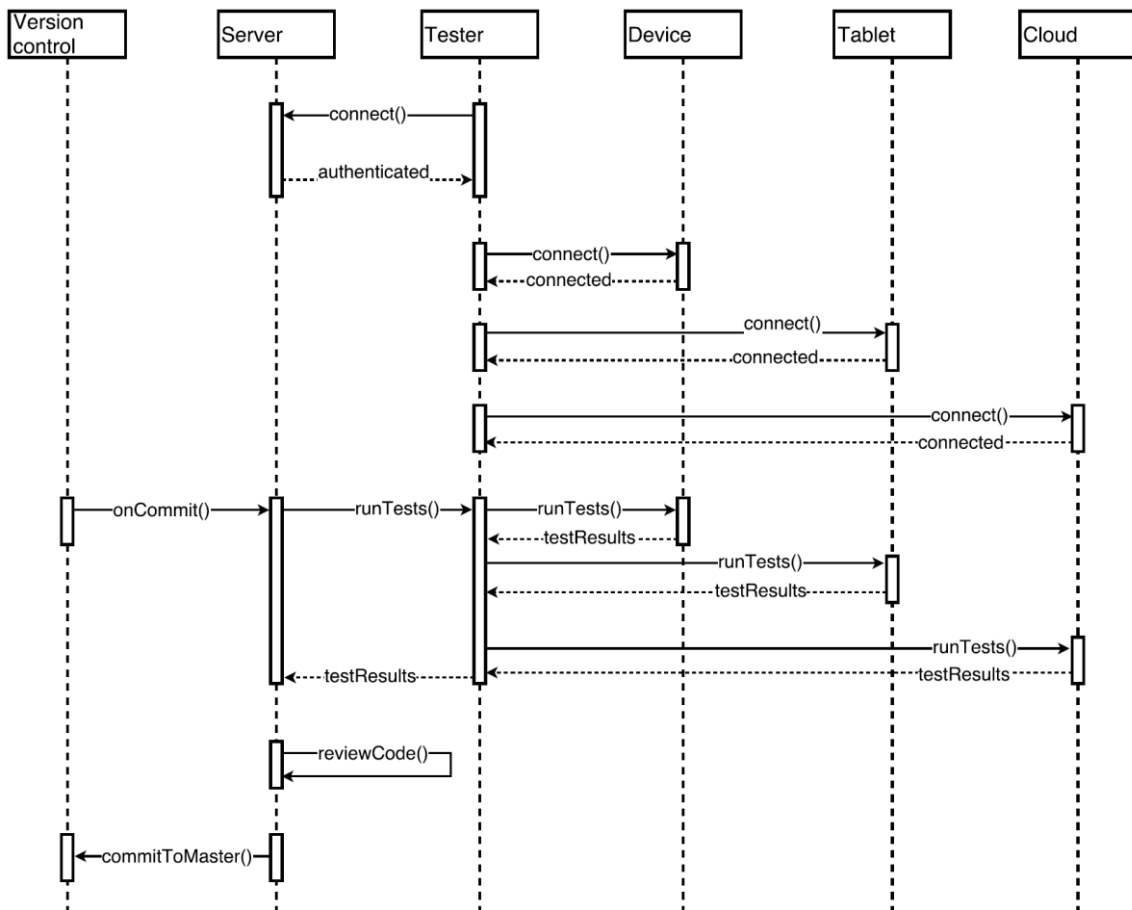 Version
control
Server
Tester
Device
Tablet
Cloud
connect()
authenticated
connect()
connected
connect()
connected
connect()
connected
onCommit()
runTests()
runTests()
testResults
runTests()
testResults
runTests()
testResults
testResults
reviewCode()
commitToMaster()